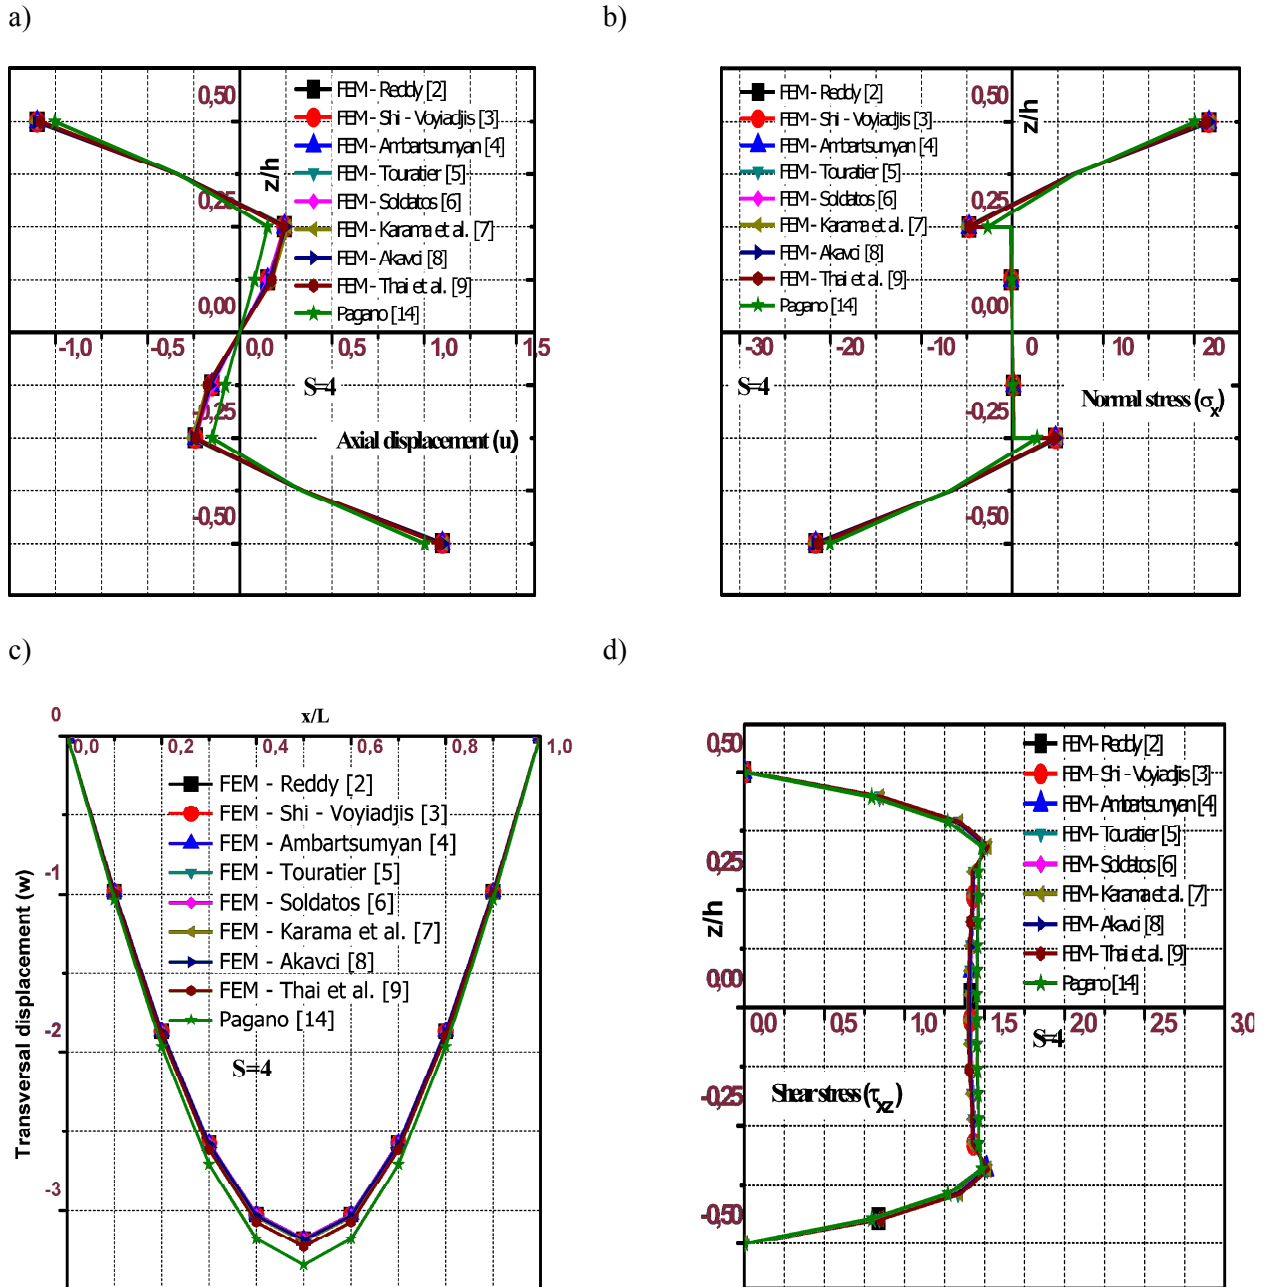 a)
0,50
0,25
0,00
-0,25
-0,50
z/h
-1,0 -0,5 0,0 0,5 1,0 1,5
FEM - Reddy [2]
FEM - Shi - Voyiadjis [3]
FEM - Ambartsumyan [4]
FEM - Touratier [5]
FEM - Soldatos [6]
FEM - Karama et al. [7]
FEM - Akavci [8]
FEM - Thai et al. [9]
Pagano [14]
S=4
Axial displacement (u)
b)
0,50
0,25
0,00
-0,25
-0,50
z/h
-30 -20 -10 0 10 20
FEM - Reddy [2]
FEM - Shi - Voyiadjis [3]
FEM - Ambartsumyan [4]
FEM - Touratier [5]
FEM - Soldatos [6]
FEM - Karama et al. [7]
FEM - Akavci [8]
FEM - Thai et al. [9]
Pagano [14]
S=4
Normal stress (σx)
c)
x/L
0
0,0 0,2 0,4 0,6 0,8 1,0
-1
-2
-3
Transversal displacement (w)
FEM - Reddy [2]
FEM - Shi - Voyiadjis [3]
FEM - Ambartsumyan [4]
FEM - Touratier [5]
FEM - Soldatos [6]
FEM - Karama et al. [7]
FEM - Akavci [8]
FEM - Thai et al. [9]
Pagano [14]
S=4
d)
0,50
0,25
0,00
-0,25
-0,50
z/h
0,0 0,5 1,0 1,5 2,0 2,5 3,0
FEM - Reddy [2]
FEM - Shi - Voyiadjis [3]
FEM - Ambartsumyan [4]
FEM - Touratier [5]
FEM - Soldatos [6]
FEM - Karama et al. [7]
FEM - Akavci [8]
FEM - Thai et al. [9]
Pagano [14]
S=4
Shear stress (τxz)